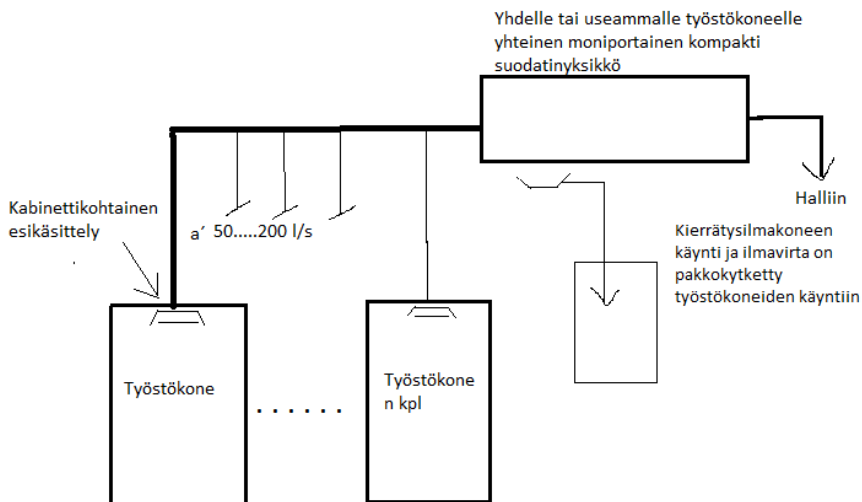 Yhdelle tai useammalle työstökoneelle
yhteinen moniportainen kompakti
suodatinyksikkö
Halliin
Kabinettikohtainen
esikäsittely
a´ 50.....200 l/s
Kierrätysilmakoneen
käynti ja ilmavirta on
pakkokytketty
työstökoneiden käyntiin
Työstökone
. . . . . .
Työstökone
n kpl